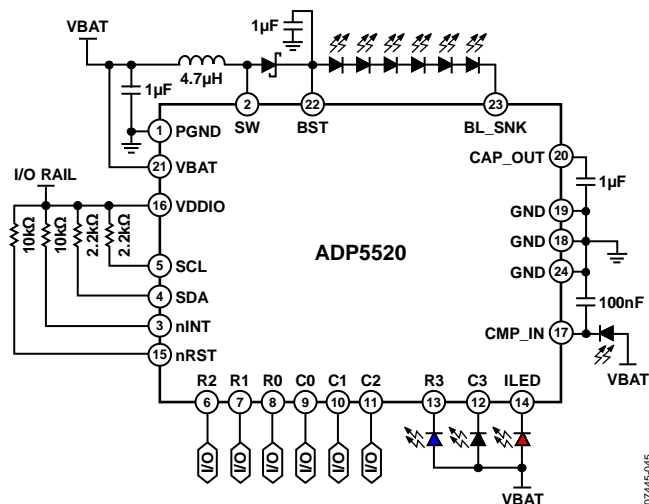 VBAT
1µF
4.7µH
1µF
2
SW
22
BST
23
BL_SNK
1
PGND
21
VBAT
I/O RAIL
16
VDDIO
10kΩ
10kΩ
2.2kΩ
2.2kΩ
5
SCL
4
SDA
3
nINT
15
nRST
ADP5520
CAP_OUT
20
1µF
GND
19
GND
18
GND
24
100nF
CMP_IN
17
VBAT
R2
R1
R0
C0
C1
C2
R3
C3
ILED
6
7
8
9
10
11
13
12
14
I/O
I/O
I/O
I/O
I/O
I/O
VBAT
07445-045